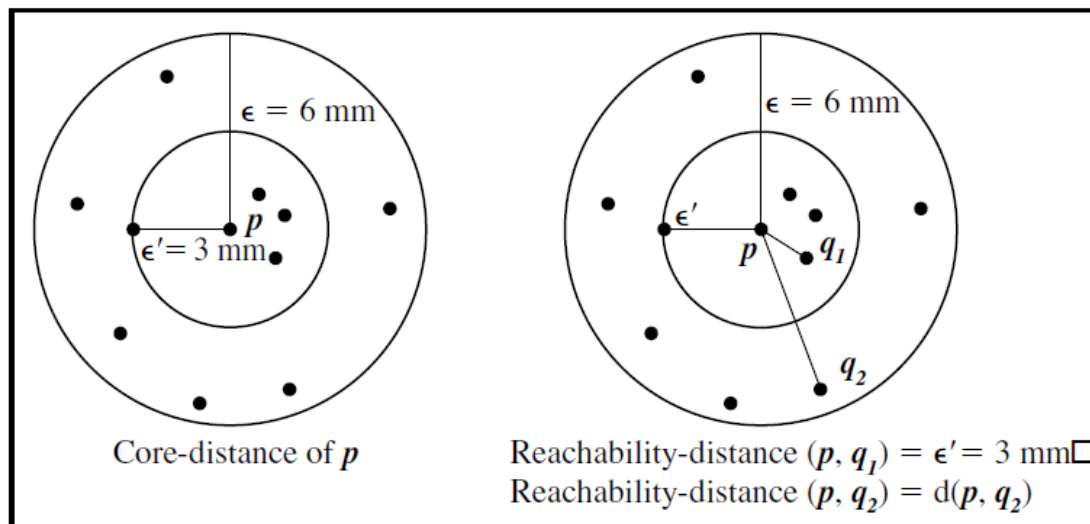 ϵ = 6 mm
p
ϵ′= 3 mm
Core-distance of p
ϵ = 6 mm
ϵ′
p
q₁
q₂
Reachability-distance (p, q₁) = ϵ′= 3 mm□
Reachability-distance (p, q₂) = d(p, q₂)